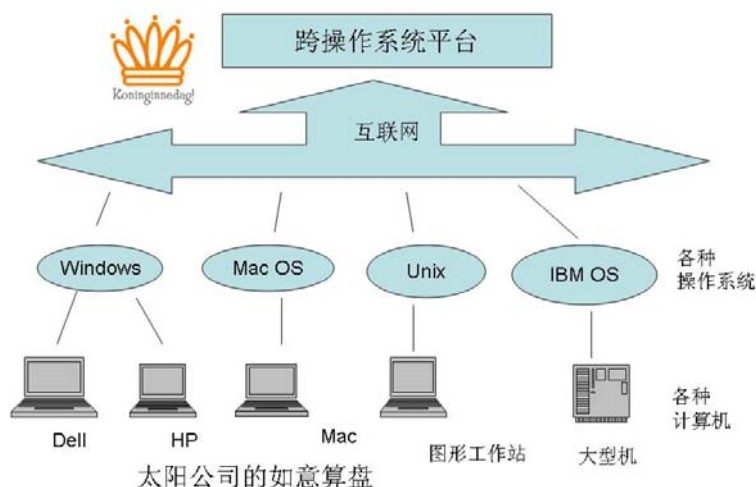 跨操作系统平台
Koninginnedag!
互联网
Windows
Mac OS
Unix
IBM OS
各种
操作系统
Dell
HP
Mac
图形工作站
大型机
各种
计算机
太阳公司的如意算盘